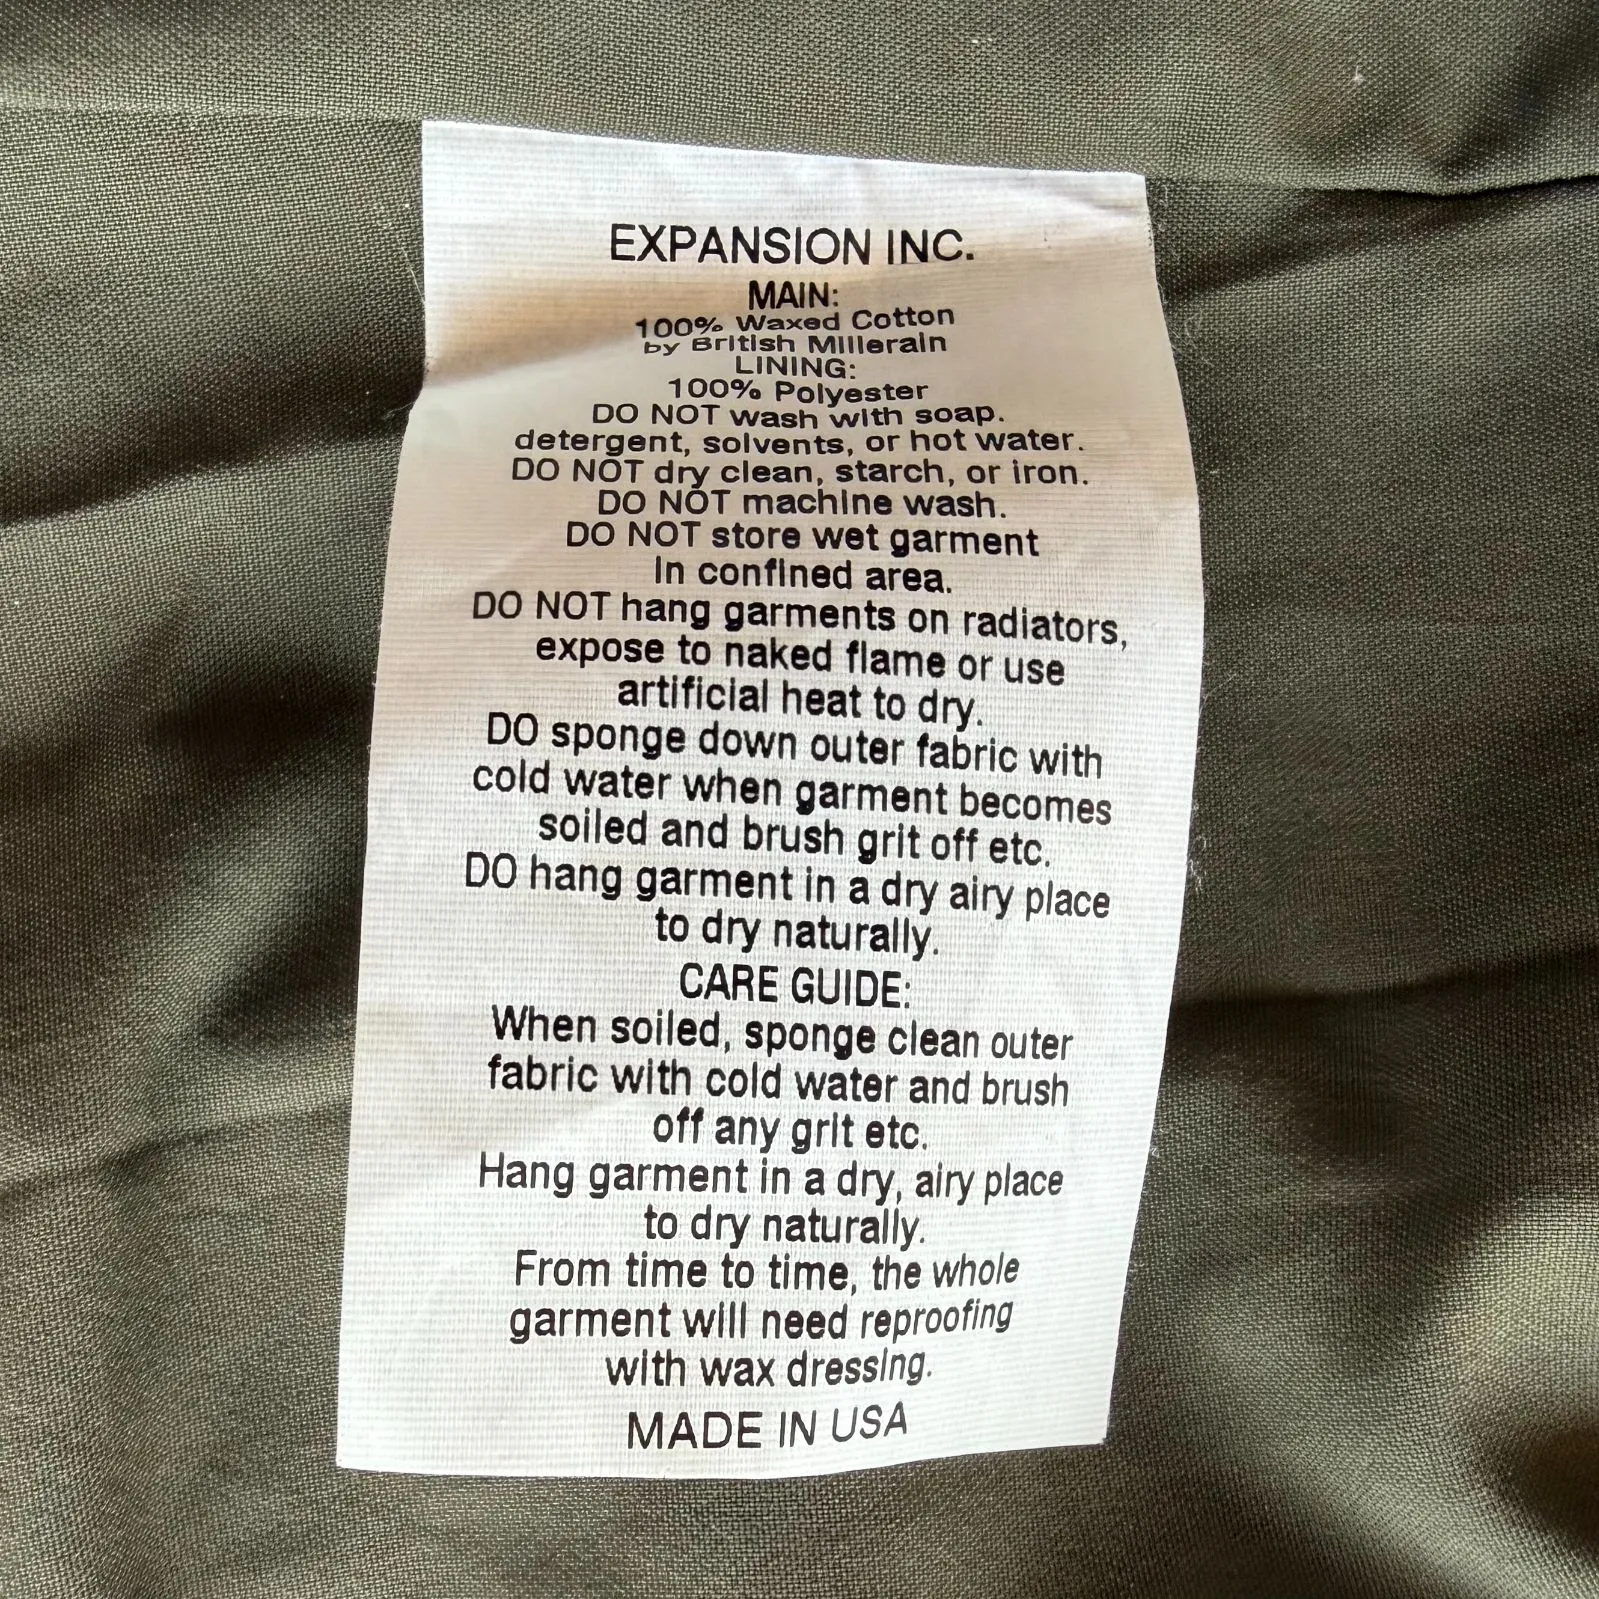 EXPANSION INC.
MAIN:
100% Waxed Cotton
by British Millerain
LINING:
100% Polyester
DO NOT wash with soap.
detergent, solvents, or hot water.
DO NOT dry clean, starch, or iron.
DO NOT machine wash.
DO NOT store wet garment
in confined area.
DO NOT hang garments on radiators,
expose to naked flame or use
artificial heat to dry.
DO sponge down outer fabric with
cold water when garment becomes
soiled and brush grit off etc.
DO hang garment in a dry airy place
to dry naturally.
CARE GUIDE:
When soiled, sponge clean outer
fabric with cold water and brush
off any grit etc.
Hang garment in a dry, airy place
to dry naturally.
From time to time, the whole
garment will need reproofing
with wax dressing.
MADE IN USA